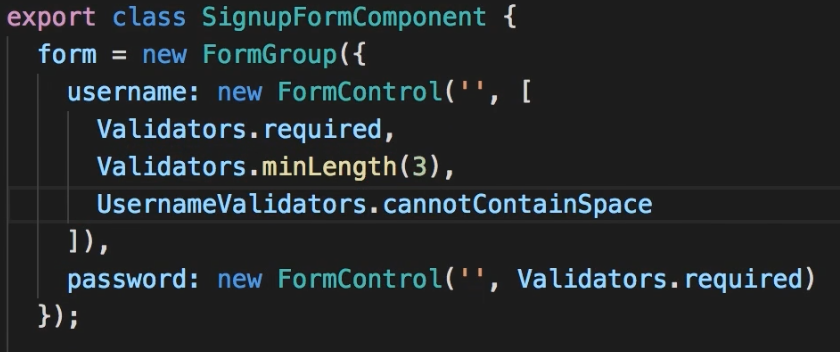 export class SignupFormComponent {
  form = new FormGroup({
    username: new FormControl('', [
      Validators.required,
      Validators.minLength(3),
      UsernameValidators.cannotContainSpace
    ]),
    password: new FormControl('', Validators.required)
  });